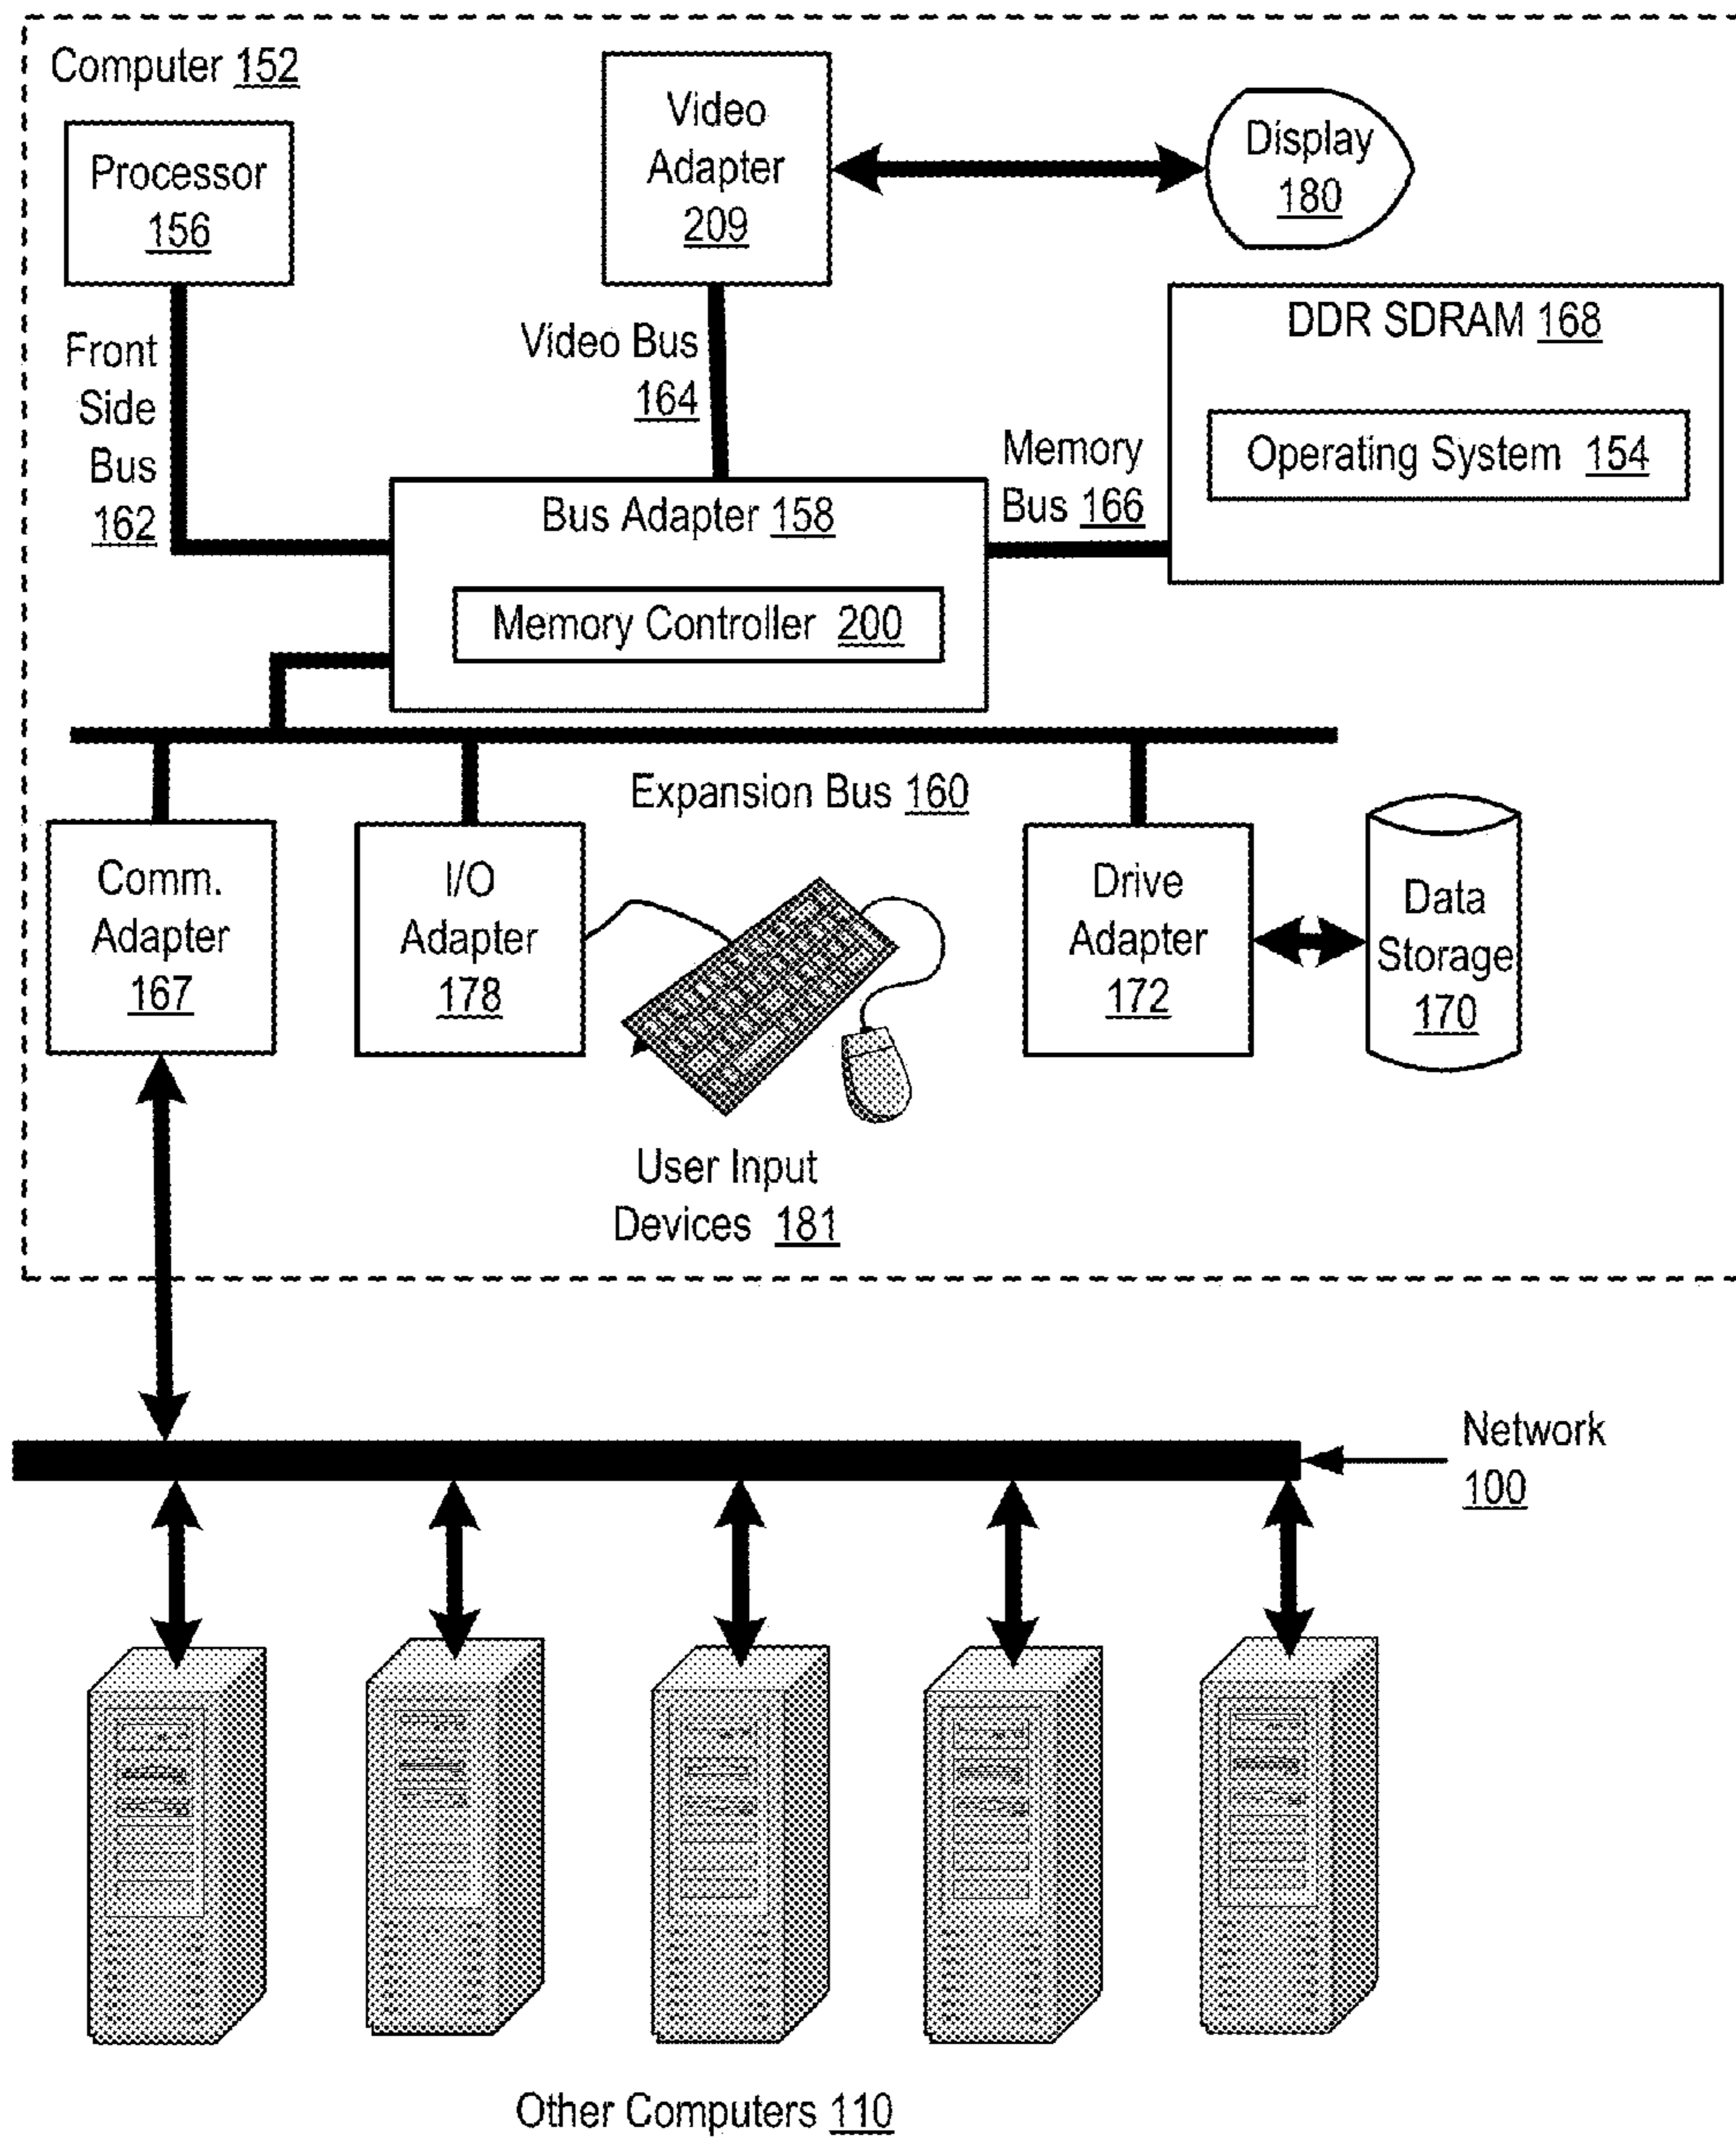 Computer 152
Processor
156
Video
Adapter
209
Display
180
Front
Side
Bus
162
Video Bus
164
DDR SDRAM 168
Operating System 154
Memory
Bus 166
Bus Adapter 158
Memory Controller 200
Expansion Bus 160
Comm.
Adapter
167
I/O
Adapter
178
Drive
Adapter
172
Data
Storage
170
User Input
Devices 181
Network
100
Other Computers 110